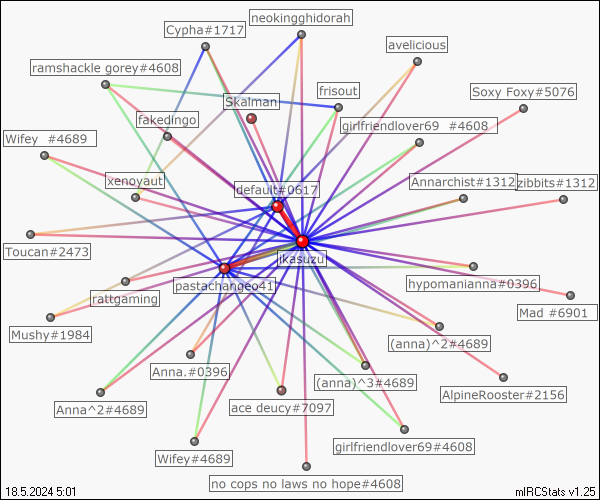 neokingghidorah
Cypha#1717
avelicious
ramshackle gorey#4608
frisout
Soxy Foxy#5076
Skalman
fakedingo
girlfriendlover69 #4608
Wifey #4689
xenoyaut
default#0617
Annarchist#1312
zibbits#1312
Toucan#2473
ikasuzu
pastachangeo41
rattgaming
hypomanianna#0396
Mad #6901
Mushy#1984
(anna)^2#4689
Anna.#0396
(anna)^3#4689
AlpineRooster#2156
Anna^2#4689
ace deucy#7097
girlfriendlover69#4608
Wifey#4689
no cops no laws no hope#4608
18.5.2024 5:01
mIRCStats v1.25